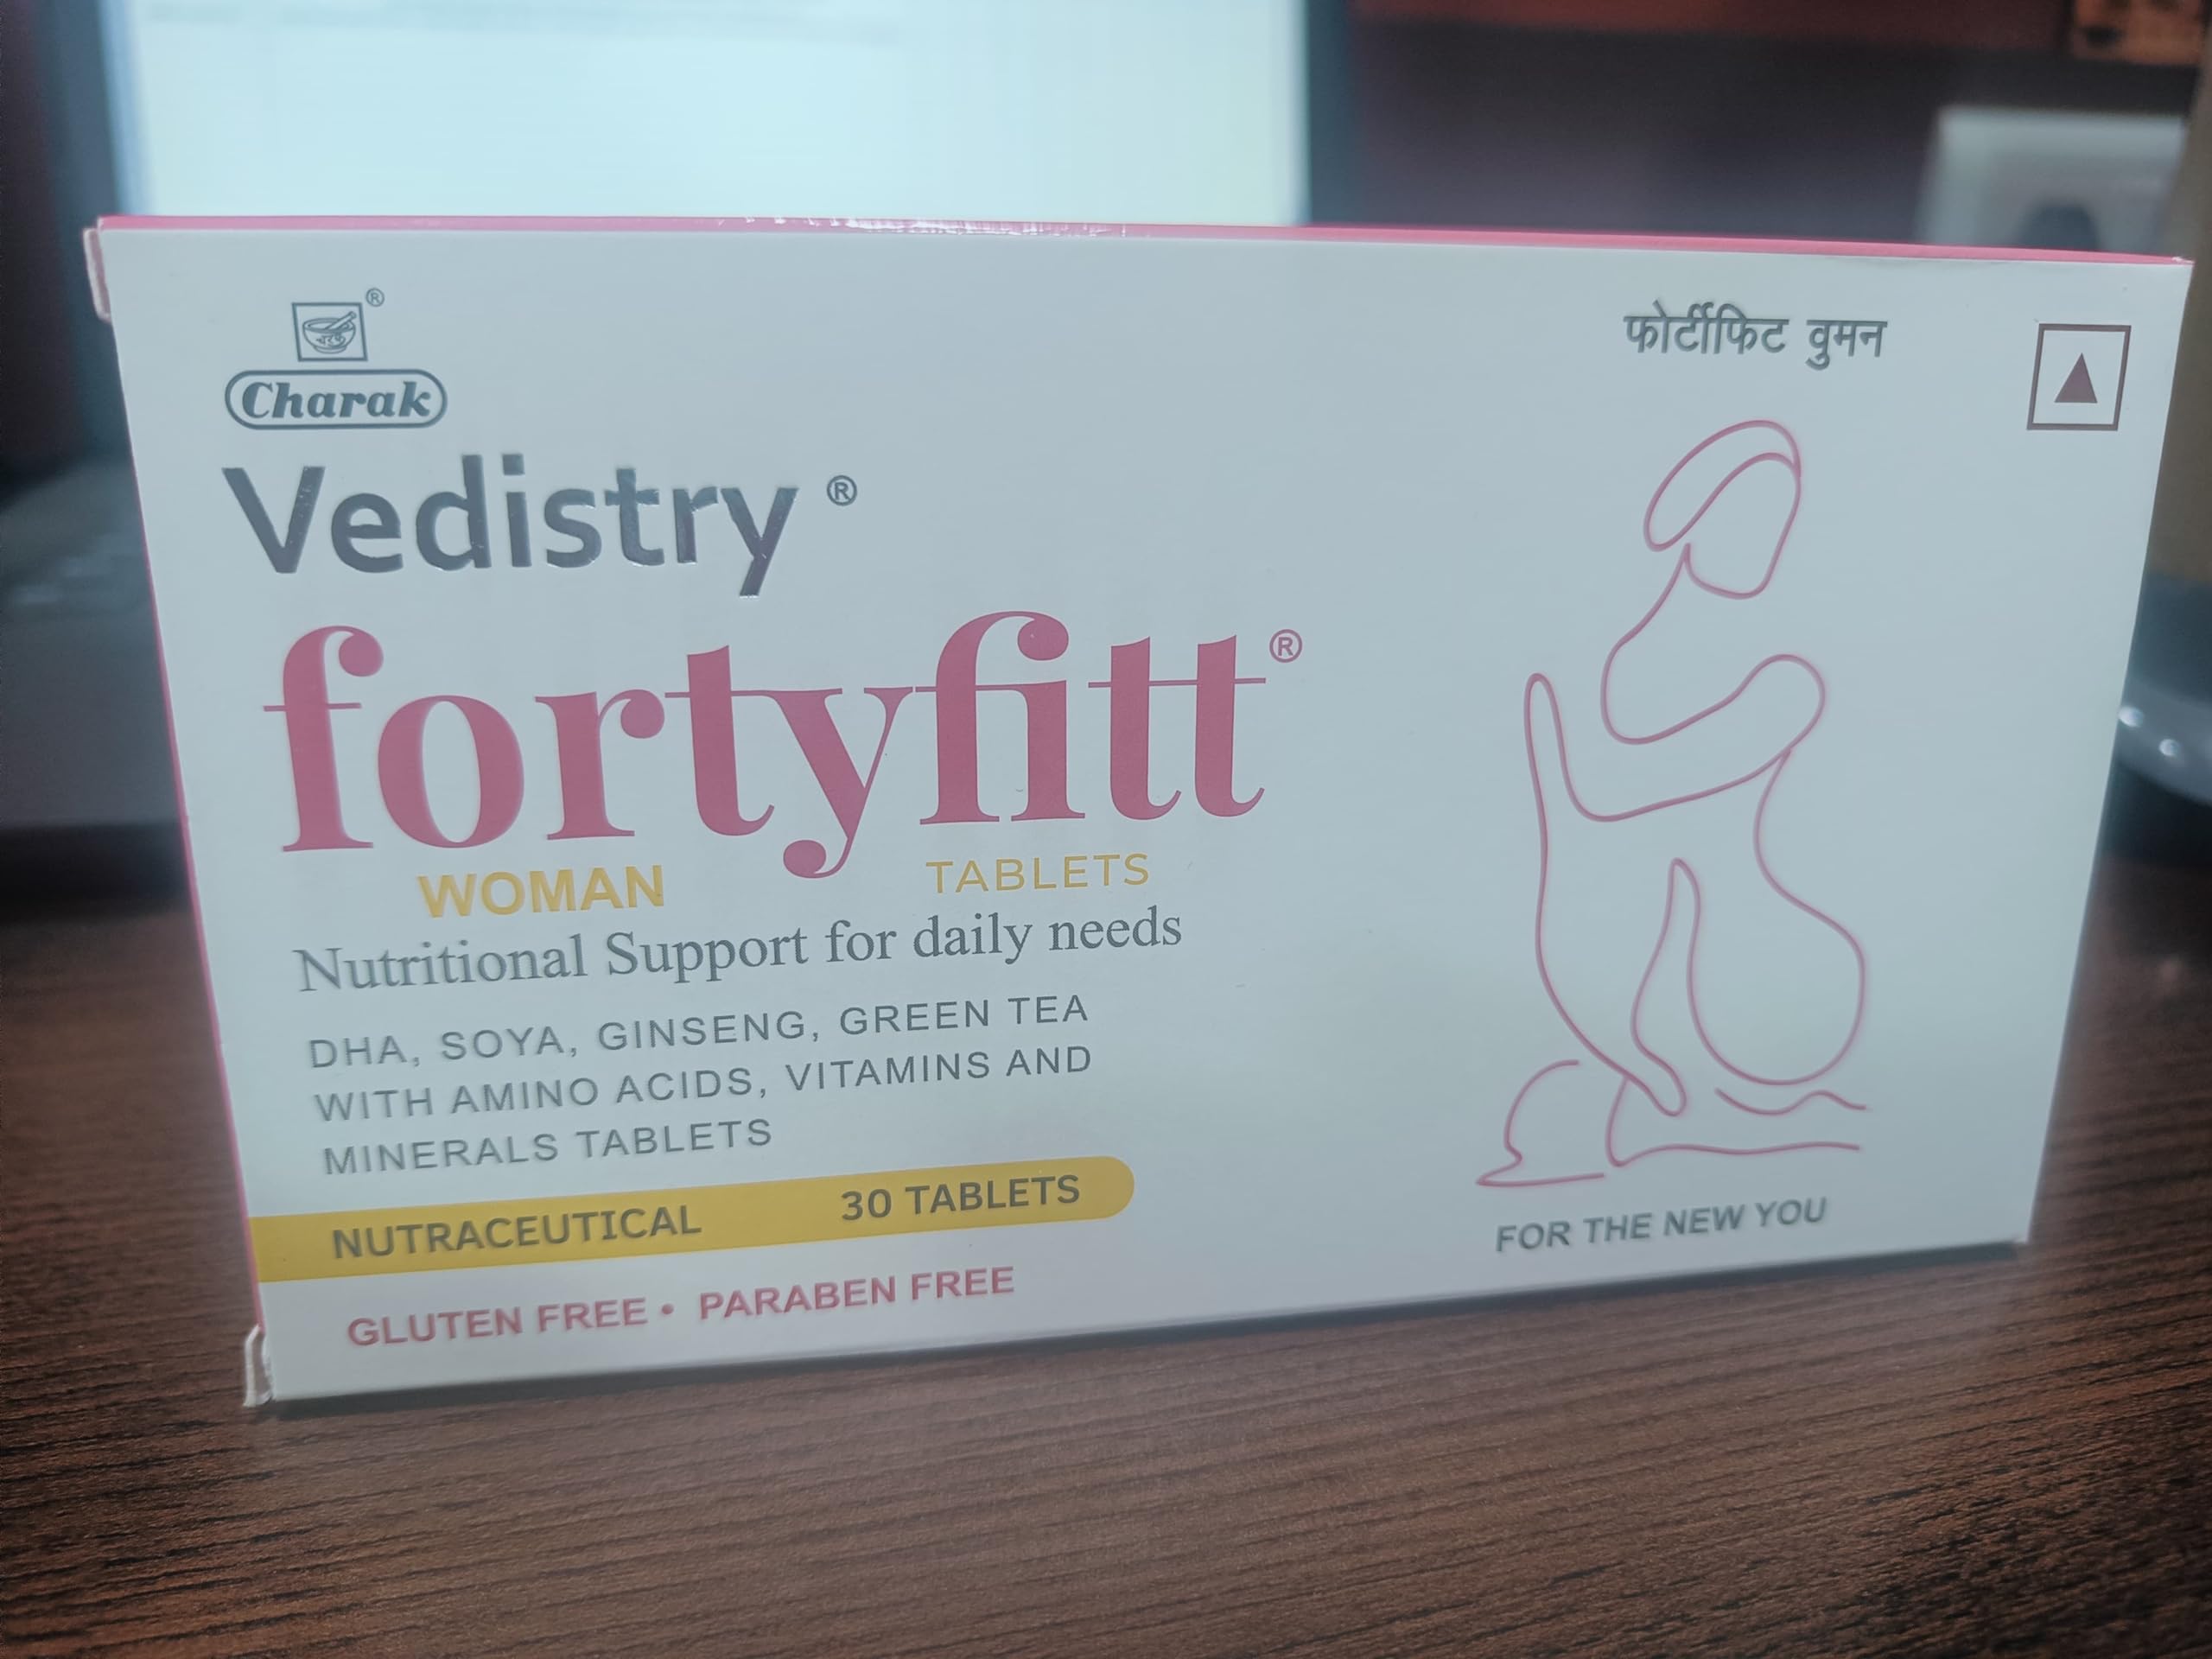 ®
Charak
Vedistry ®
fortyfitt ®
WOMAN TABLETS
Nutritional Support for daily needs
DHA, SOYA, GINSENG, GREEN TEA
WITH AMINO ACIDS, VITAMINS AND
MINERALS TABLETS
NUTRACEUTICAL 30 TABLETS
GLUTEN FREE • PARABEN FREE
फोर्टीफिट वुमन
FOR THE NEW YOU